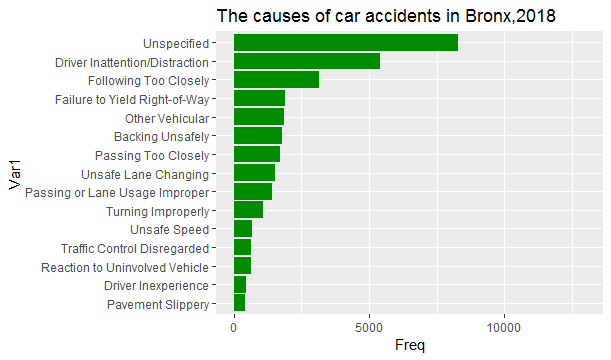 The causes of car accidents in Bronx,2018
Unspecified
Driver Inattention/Distraction
Following Too Closely
Failure to Yield Right-of-Way
Other Vehicular
Backing Unsafely
Passing Too Closely
Unsafe Lane Changing
Passing or Lane Usage Improper
Turning Improperly
Unsafe Speed
Traffic Control Disregarded
Reaction to Uninvolved Vehicle
Driver Inexperience
Pavement Slippery
Var1
0 5000 10000
Freq